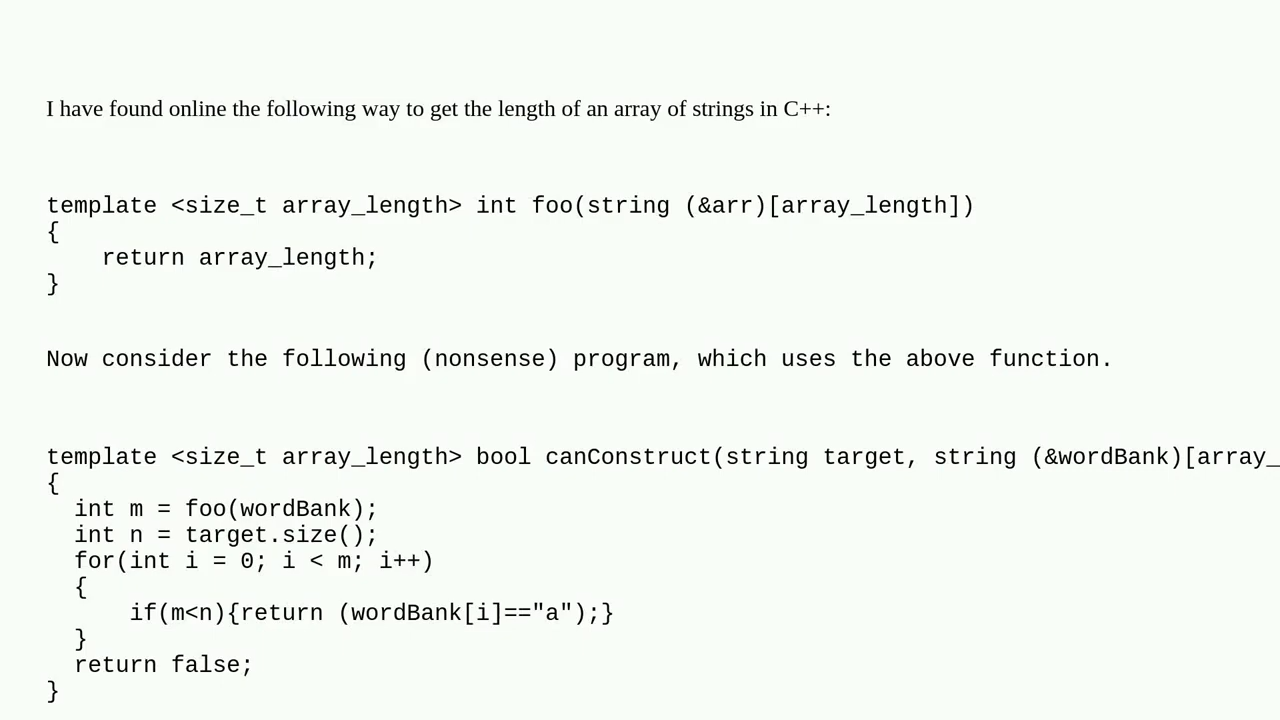 I have found online the following way to get the length of an array of strings in C++:
template <size_t array_length> int foo(string (&arr)[array_length])
{
    return array_length;
}
Now consider the following (nonsense) program, which uses the above function.
template <size_t array_length> bool canConstruct(string target, string (&wordBank)[array_
{
  int m = foo(wordBank);
  int n = target.size();
  for(int i = 0; i < m; i++)
  {
      if(m<n){return (wordBank[i]=="a");}
  }
  return false;
}